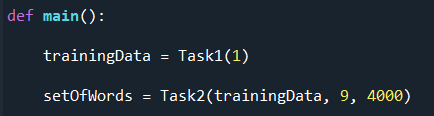 def main():
trainingData = Task1(1)
setOfWords = Task2(trainingData, 9, 4000)